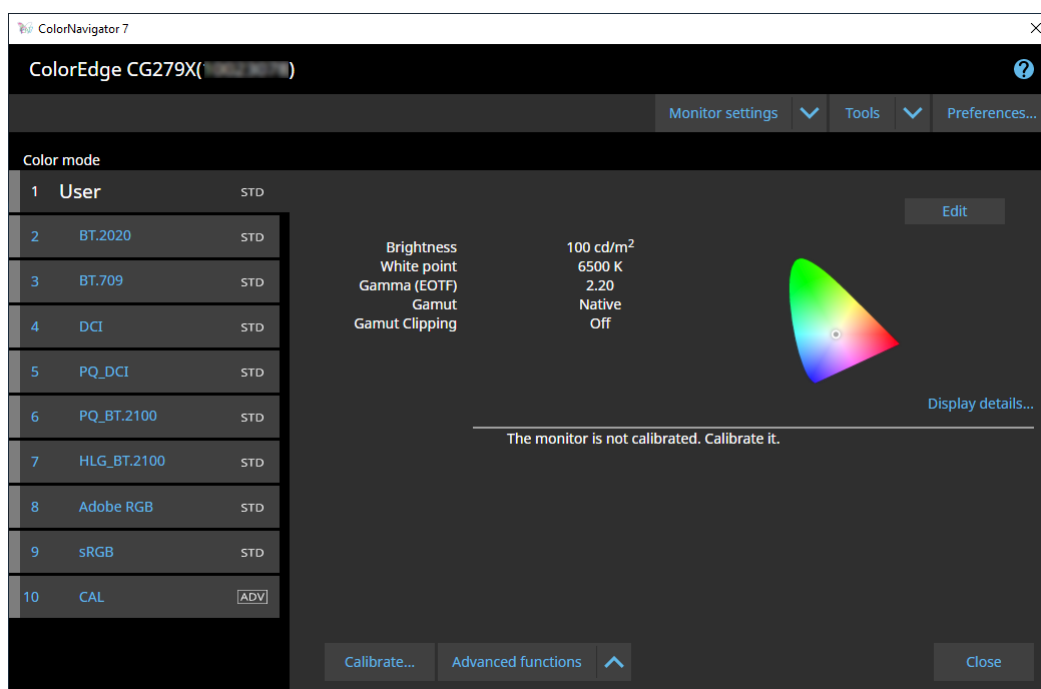 ColorNavigator 7
ColorEdge CG279X( )
Monitor settings Tools Preferences...
Color mode
1 User STD
Edit
2 BT.2020 STD
3 BT.709 STD
4 DCI STD
5 PQ_DCI STD
6 PQ_BT.2100 STD
7 HLG_BT.2100 STD
8 Adobe RGB STD
9 sRGB STD
10 CAL ADV
Brightness 100 cd/m²
White point 6500 K
Gamma (EOTF) 2.20
Gamut Native
Gamut Clipping Off
Display details...
The monitor is not calibrated. Calibrate it.
Calibrate... Advanced functions Close